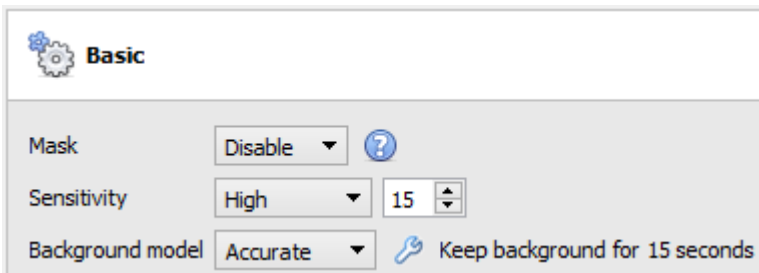 Basic
Mask Disable
Sensitivity High 15
Background model Accurate Keep background for 15 seconds